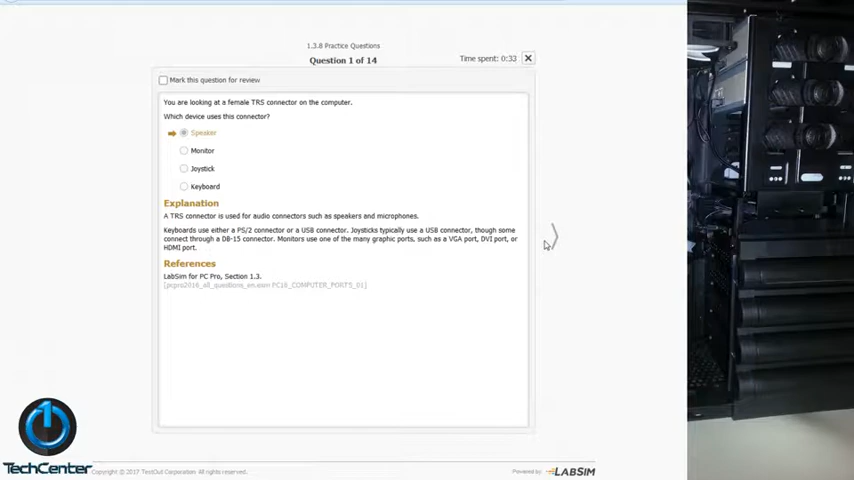 1.3.8 Practice Questions
Question 1 of 14
Time spent: 0:33
Mark this question for review
You are looking at a female TRS connector on the computer.
Which device uses this connector?
Speaker
Monitor
Joystick
Keyboard
Explanation
A TRS connector is used for audio connectors such as speakers and microphones.
Keyboards use either a PS/2 connector or a USB connector. Joysticks typically use a USB connector, though some
connect through a DB-15 connector. Monitors use one of the many graphic ports, such as a VGA port, DVI port, or
HDMI port.
References
LabSim for PC Pro, Section 1.3.
[pcpro2016_all_questions_en.exm PC16_COMPUTER_PORTS_01]
TechCenter
Copyright © 2017 TestOut Corporation All rights reserved.
Powered by LABSIM